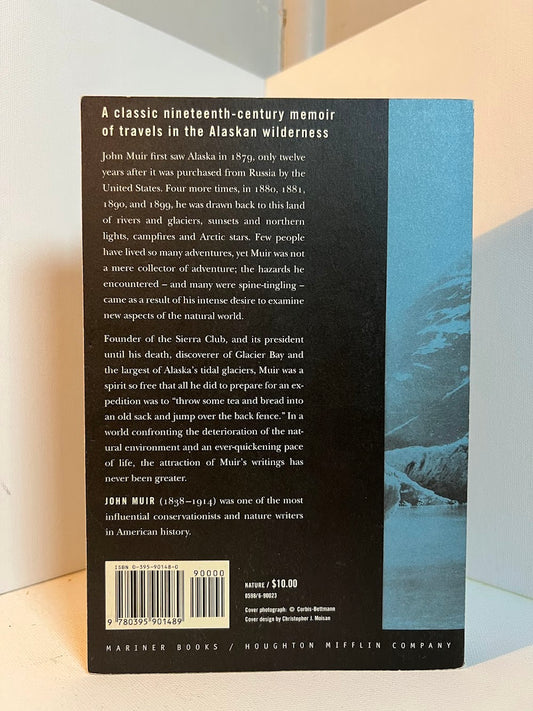 A classic nineteenth-century memoir
of travels in the Alaskan wilderness
John Muir first saw Alaska in 1879, only twelve
years after it was purchased from Russia by the
United States. Four more times, in 1880, 1881,
1890, and 1899, he was drawn back to this land
of rivers and glaciers, sunsets and northern
lights, campfires and Arctic stars. Few people
have lived so many adventures, yet Muir was not
a mere collector of adventure; the hazards he
encountered – and many were spine-tingling –
came as a result of his intense desire to examine
new aspects of the natural world.
Founder of the Sierra Club, and its president
until his death, discoverer of Glacier Bay and
the largest of Alaska's tidal glaciers, Muir was a
spirit so free that all he did to prepare for an ex-
pedition was to “throw some tea and bread into
an old sack and jump over the back fence.” In a
world confronting the deterioration of the nat-
ural environment and an ever-quickening pace
of life, the attraction of Muir's writings has
never been greater.
JOHN MUIR (1838–1914) was one of the most
influential conservationists and nature writers
in American history.
ISBN 0-395-90148-0
90000
9 780395 901489
NATURE / $10.00
0598/6-90023
Cover photograph: © Corbis-Bettmann
Cover design by Christopher J. Moisan
MARINER BOOKS / HOUGHTON MIFFLIN COMPANY